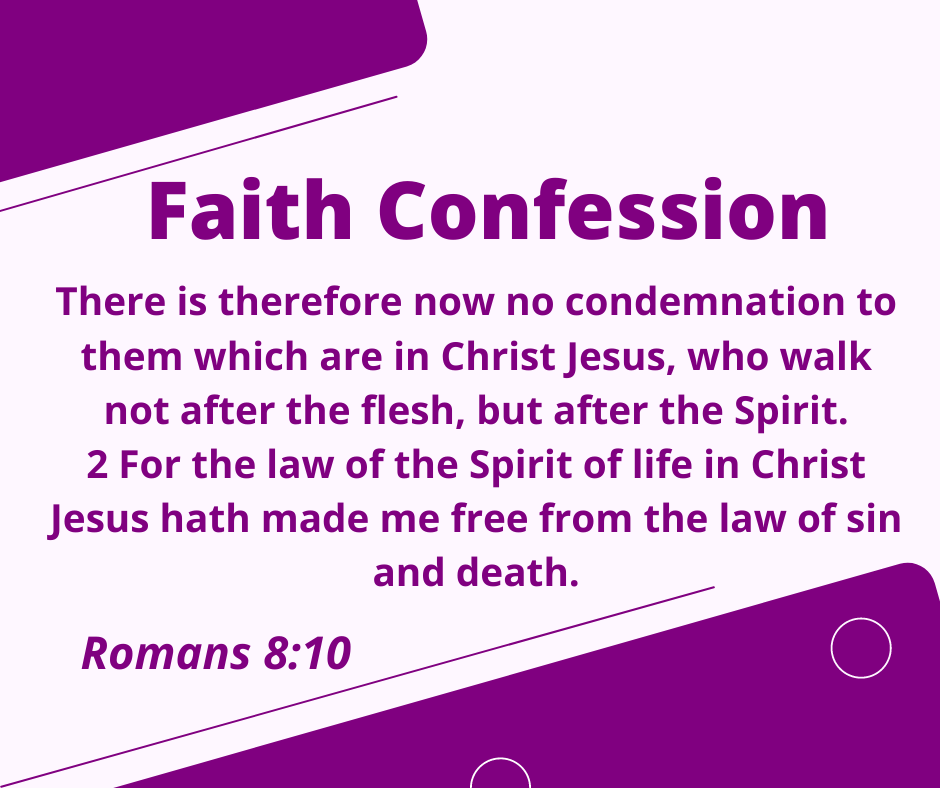 Faith Confession
There is therefore now no condemnation to
them which are in Christ Jesus, who walk
not after the flesh, but after the Spirit.
2 For the law of the Spirit of life in Christ
Jesus hath made me free from the law of sin
and death.
Romans 8:10